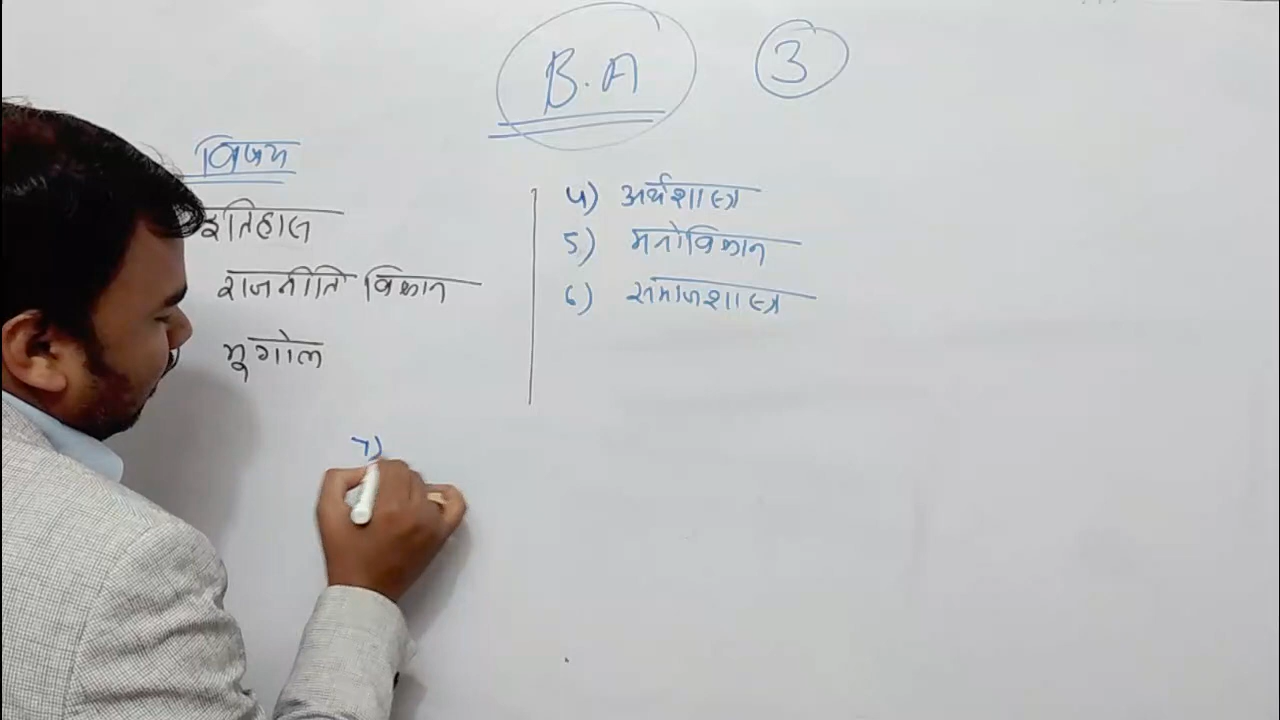 B.A
3
विषय
इतिहास
राजनीति विज्ञान
भूगोल
4) अर्थशास्त्र
5) मनोविज्ञान
6) समाजशास्त्र
7)